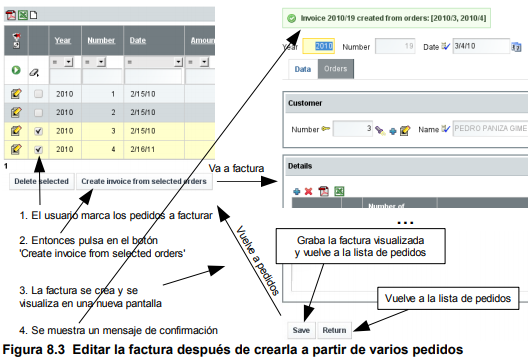 Year Number Date Amoun
= = =
2010 1 2/15/10
2010 2 2/15/10
2010 3 2/15/10
2010 4 2/16/11
1
Delete selected Create invoice from selected orders
1. El usuario marca los pedidos a facturar
2. Entonces pulsa en el botón
'Create invoice from selected orders'
3. La factura se crea y se
visualiza en una nueva pantalla
4. Se muestra un mensaje de confirmación
Va a factura
Vuelve a pedidos
Invoice 2010/19 created from orders: [2010/3, 2010/4]
Year 2010 Number 19 Date 3/4/10
Data Orders
Customer
Number 3 Name PEDRO PANIZA GIME
Details
Number of
...
Graba la factura visualizada
y vuelve a la lista de pedidos
Vuelve a la lista de pedidos
Save Return
Figura 8.3 Editar la factura después de crearla a partir de varios pedidos